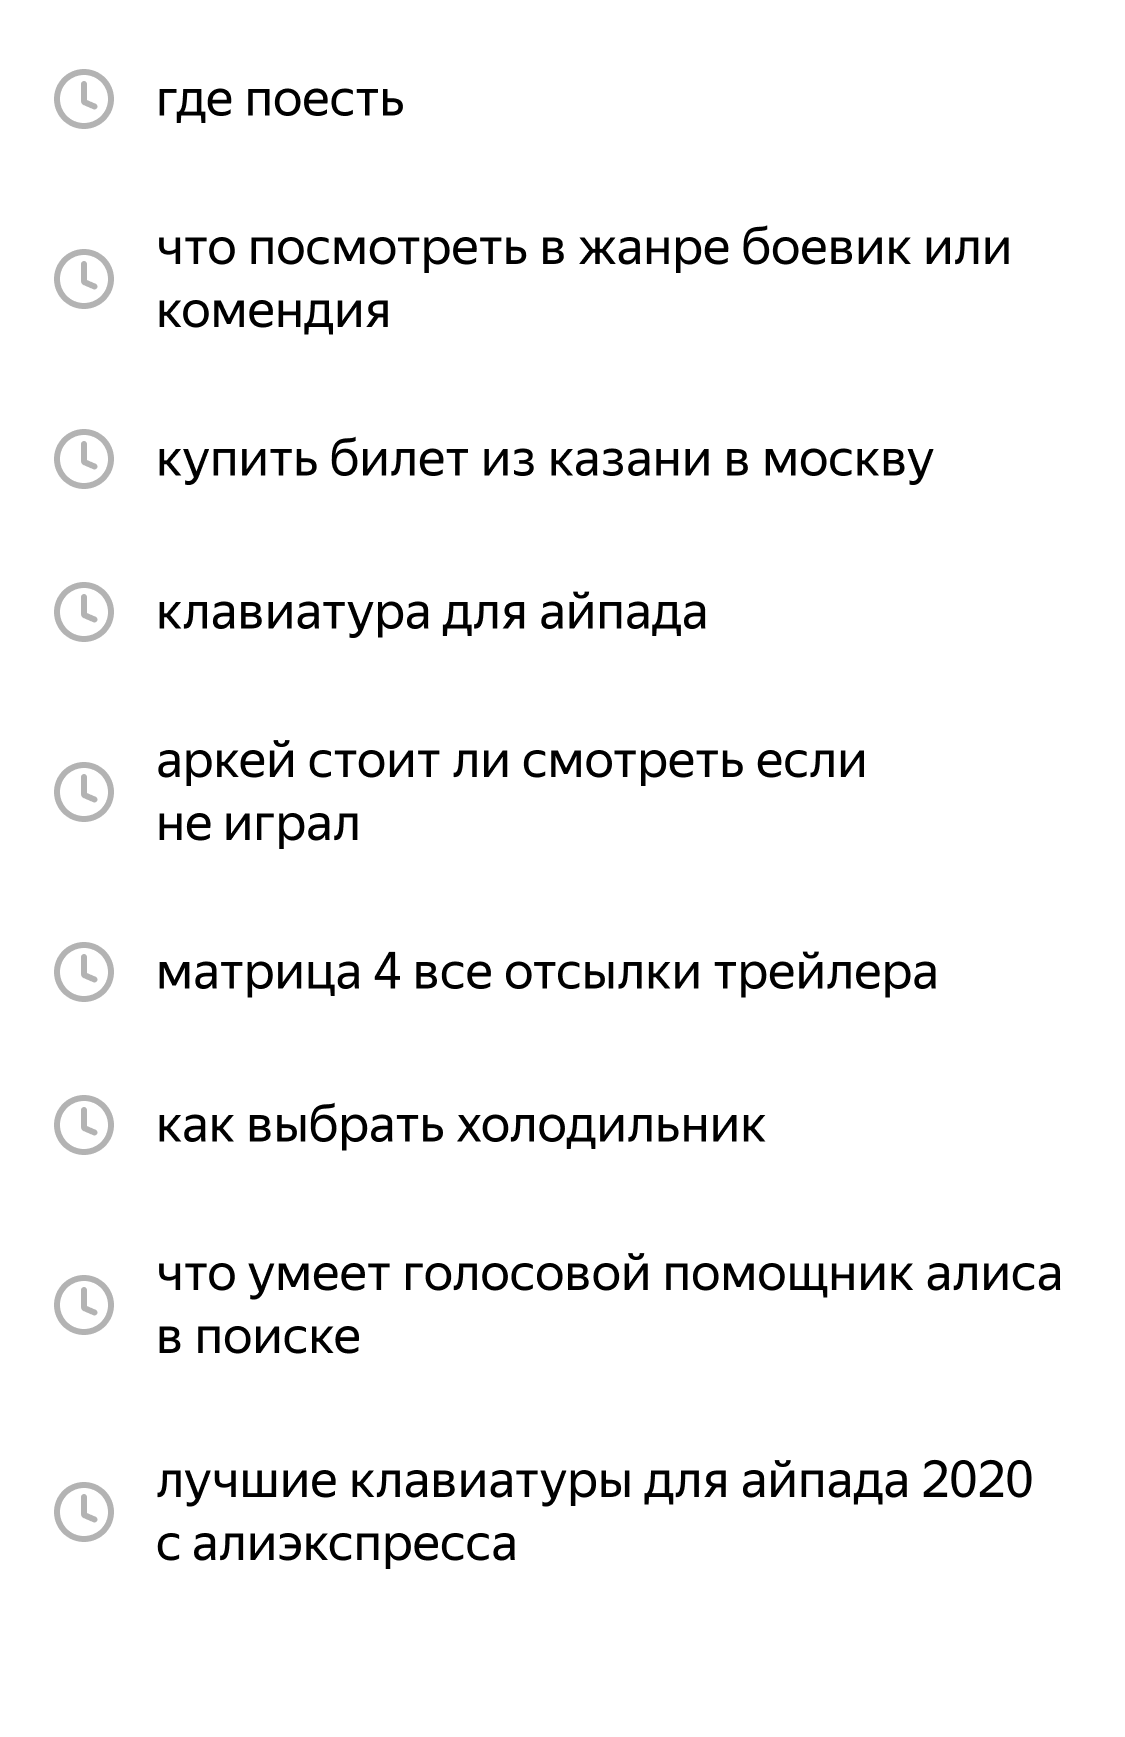 где поесть
что посмотреть в жанре боевик или
комендия
купить билет из казани в москву
клавиатура для айпада
аркей стоит ли смотреть если
не играл
матрица 4 все отсылки трейлера
как выбрать холодильник
что умеет голосовой помощник алиса
в поиске
лучшие клавиатуры для айпада 2020
с алиэкспресса